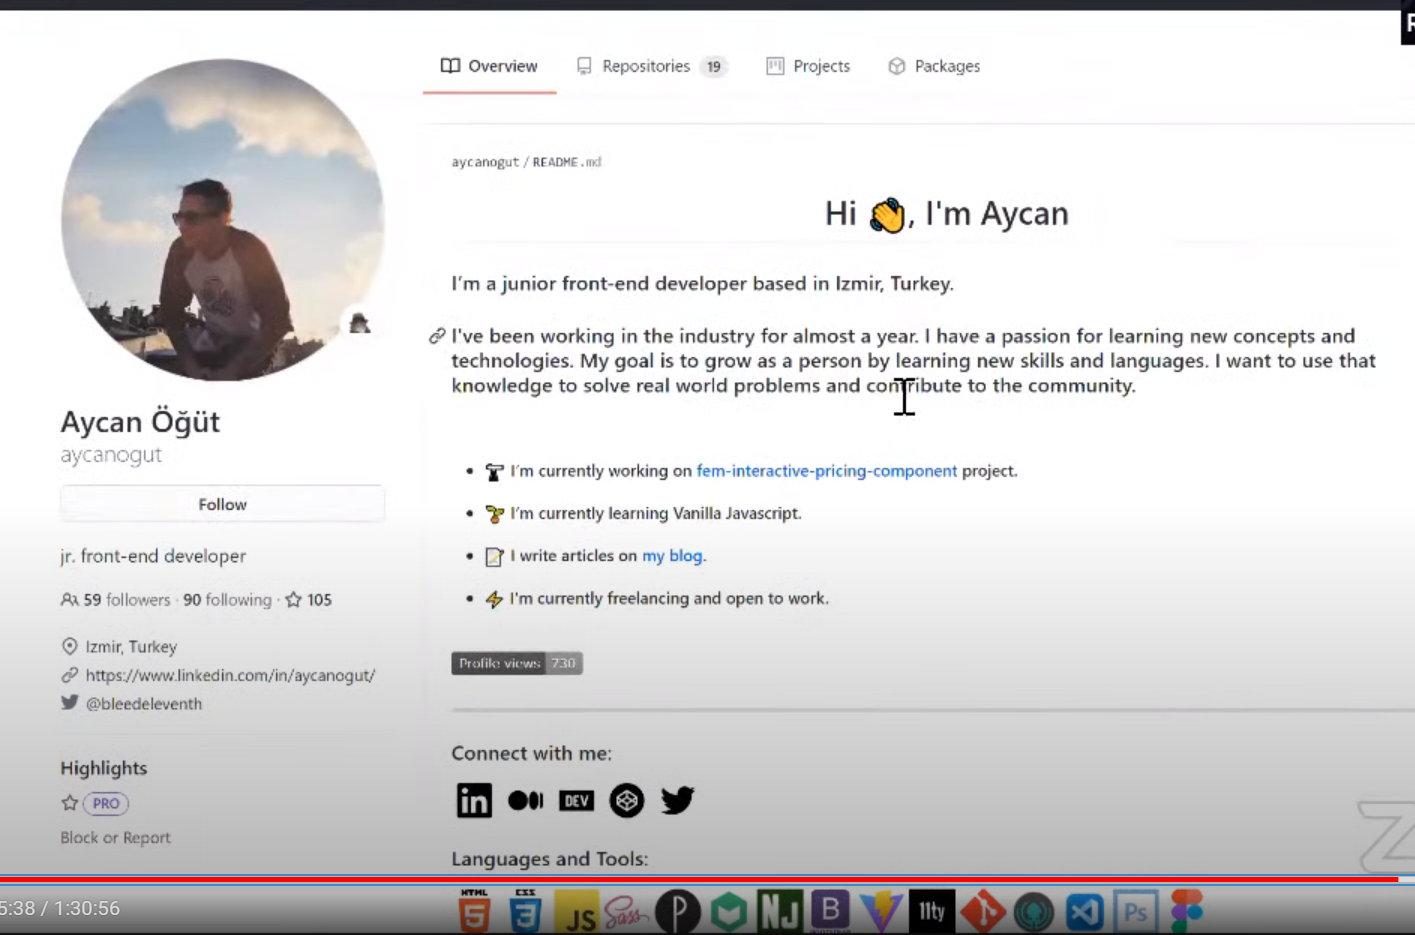 Overview Repositories 19 Projects Packages
aycanogut / README.md
Hi 👋, I'm Aycan
I'm a junior front-end developer based in Izmir, Turkey.
I've been working in the industry for almost a year. I have a passion for learning new concepts and
technologies. My goal is to grow as a person by learning new skills and languages. I want to use that
knowledge to solve real world problems and contribute to the community.
I'm currently working on fem-interactive-pricing-component project.
I'm currently learning Vanilla Javascript.
I write articles on my blog.
I'm currently freelancing and open to work.
Profile views 730
Connect with me:
in DEV
Languages and Tools:
HTML 5 CSS 3 JS Sass P NJ B 11ty Ps
Aycan Öğüt
aycanogut
Follow
jr. front-end developer
59 followers · 90 following · 105
Izmir, Turkey
https://www.linkedin.com/in/aycanogut/
@bleedeleventh
Highlights
PRO
Block or Report
5:38 / 1:30:56